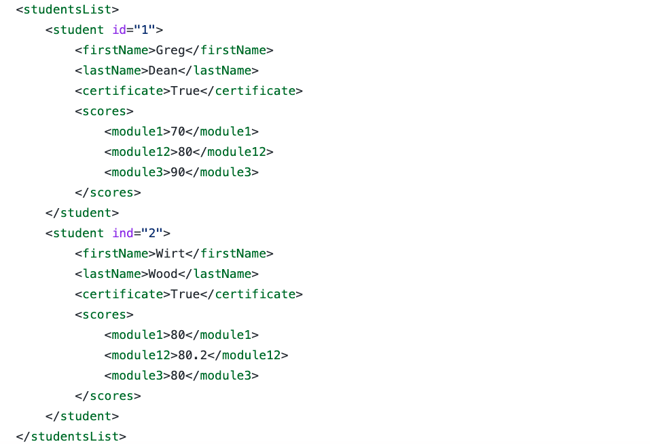 <studentsList>
<student id="1">
<firstName>Greg</firstName>
<lastName>Dean</lastName>
<certificate>True</certificate>
<scores>
<module1>70</module1>
<module12>80</module12>
<module3>90</module3>
</scores>
</student>
<student ind="2">
<firstName>Wirt</firstName>
<lastName>Wood</lastName>
<certificate>True</certificate>
<scores>
<module1>80</module1>
<module12>80.2</module12>
<module3>80</module3>
</scores>
</student>
</studentsList>